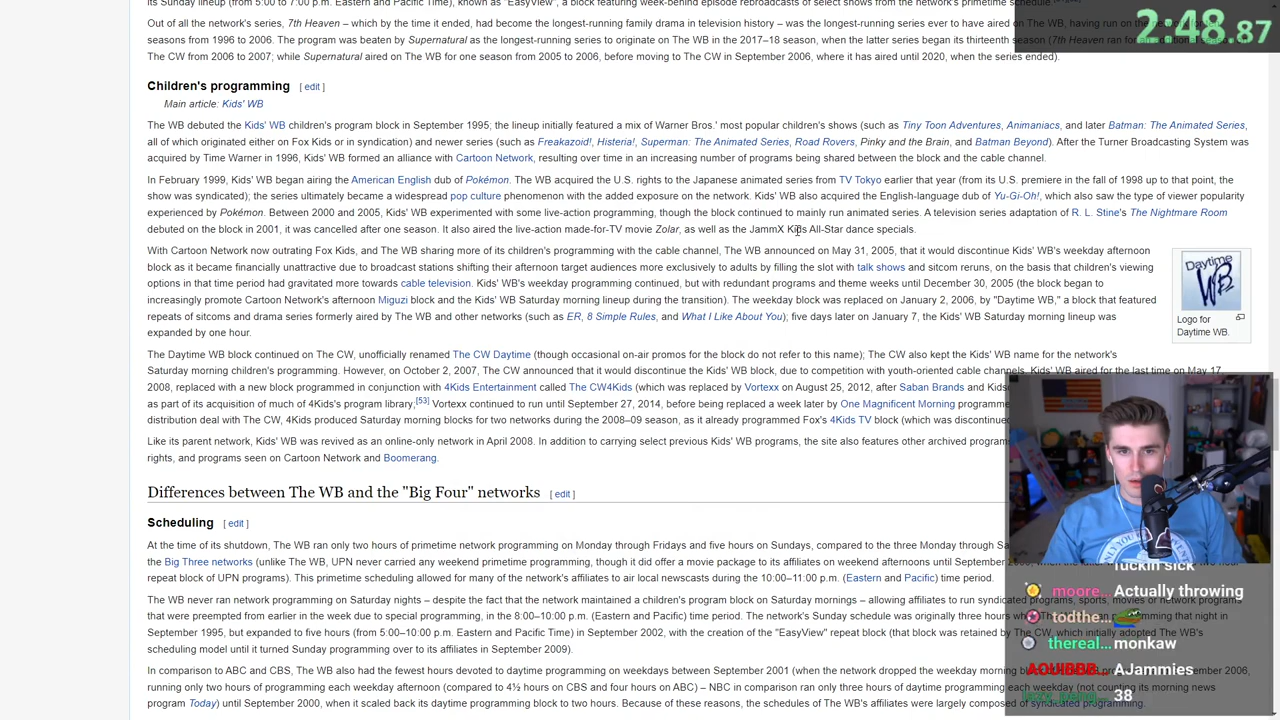 its Sunday lineup (from 5:00 to 7:00 p.m. Eastern and Pacific Time), known as "EasyView", a block featuring week-behind episode rebroadcasts of select shows from the network's primetime schedule.
2:48.87
Out of all the network's series, 7th Heaven – which by the time it ended, had become the longest-running family drama in television history – was the longest-running series ever to have aired on The WB, having run on the network for ten
seasons from 1996 to 2006. The program was beaten by Supernatural as the longest-running series to originate on The WB in the 2017–18 season, when the latter series began its thirteenth season (7th Heaven ran for an additional season on
The CW from 2006 to 2007; while Supernatural aired on The WB for one season from 2005 to 2006, before moving to The CW in September 2006, where it has aired until 2020, when the series ended).
Children's programming [ edit ]
Main article: Kids' WB
The WB debuted the Kids' WB children's program block in September 1995; the lineup initially featured a mix of Warner Bros.' most popular children's shows (such as Tiny Toon Adventures, Animaniacs, and later Batman: The Animated Series,
all of which originated either on Fox Kids or in syndication) and newer series (such as Freakazoid!, Histeria!, Superman: The Animated Series, Road Rovers, Pinky and the Brain, and Batman Beyond). After the Turner Broadcasting System was
acquired by Time Warner in 1996, Kids' WB formed an alliance with Cartoon Network, resulting over time in an increasing number of programs being shared between the block and the cable channel.
In February 1999, Kids' WB began airing the American English dub of Pokémon. The WB acquired the U.S. rights to the Japanese animated series from TV Tokyo earlier that year (from its U.S. premiere in the fall of 1998 up to that point, the
show was syndicated); the series ultimately became a widespread pop culture phenomenon with the added exposure on the network. Kids' WB also acquired the English-language dub of Yu-Gi-Oh!, which also saw the type of viewer popularity
experienced by Pokémon. Between 2000 and 2005, Kids' WB experimented with some live-action programming, though the block continued to mainly run animated series. A television series adaptation of R. L. Stine's The Nightmare Room
debuted on the block in 2001, it was cancelled after one season. It also aired the live-action made-for-TV movie Zolar, as well as the JammX Kids All-Star dance specials.
With Cartoon Network now outrating Fox Kids, and The WB sharing more of its children's programming with the cable channel, The WB announced on May 31, 2005, that it would discontinue Kids' WB's weekday afternoon
block as it became financially unattractive due to broadcast stations shifting their afternoon target audiences more exclusively to adults by filling the slot with talk shows and sitcom reruns, on the basis that children's viewing
options in that time period had gravitated more towards cable television. Kids' WB's weekday programming continued, but with redundant programs and theme weeks until December 30, 2005 (the block began to
increasingly promote Cartoon Network's afternoon Miguzi block and the Kids' WB Saturday morning lineup during the transition). The weekday block was replaced on January 2, 2006, by "Daytime WB," a block that featured
repeats of sitcoms and drama series formerly aired by The WB and other networks (such as ER, 8 Simple Rules, and What I Like About You); five days later on January 7, the Kids' WB Saturday morning lineup was
expanded by one hour.
Daytime
WB
Logo for
Daytime WB.
The Daytime WB block continued on The CW, unofficially renamed The CW Daytime (though occasional on-air promos for the block do not refer to this name); The CW also kept the Kids' WB name for the network's
Saturday morning children's programming. However, on October 2, 2007, The CW announced that it would discontinue the Kids' WB block, due to competition with youth-oriented cable channels. Kids' WB aired for the last time on May 17,
2008, replaced with a new block programmed in conjunction with 4Kids Entertainment called The CW4Kids (which was replaced by Vortexx on August 25, 2012, after Saban Brands and Kids
as part of its acquisition of much of 4Kids's program library;[53] Vortexx continued to run until September 27, 2014, before being replaced a week later by One Magnificent Morning programme
distribution deal with The CW, 4Kids produced Saturday morning blocks for two networks during the 2008–09 season, as it already programmed Fox's 4Kids TV block (which was discontinued
Like its parent network, Kids' WB was revived as an online-only network in April 2008. In addition to carrying select previous Kids' WB programs, the site also features other archived program
rights, and programs seen on Cartoon Network and Boomerang.
Differences between The WB and the "Big Four" networks [ edit ]
Scheduling [ edit ]
At the time of its shutdown, The WB ran only two hours of primetime network programming on Monday through Fridays and five hours on Sundays, compared to the three Monday through Sa
the Big Three networks (unlike The WB, UPN never carried any weekend primetime programming, though it did offer a movie package to its affiliates on weekend afternoons until September
repeat block of UPN programs). This primetime scheduling allowed for many of the network's affiliates to air local newscasts during the 10:00–11:00 p.m. (Eastern and Pacific) time period.
The WB never ran network programming on Saturday nights – despite the fact that the network maintained a children's program block on Saturday mornings – allowing affiliates to run syndicated programs, sports, movies or network programs
that were preempted from earlier in the week due to special programming, in the 8:00–10:00 p.m. (Eastern and Pacific) time period. The network's Sunday schedule was originally three hours programming that night in
September 1995, but expanded to five hours (from 5:00–10:00 p.m. Eastern and Pacific Time) in September 2002, with the creation of the "EasyView" repeat block (that block was retained by The CW, which initially adopted The WB's
scheduling model until it turned Sunday programming over to its affiliates in September 2009).
In comparison to ABC and CBS, The WB also had the fewest hours devoted to daytime programming on weekdays between September 2001 (when the network dropped the weekday morning 2006,
running only two hours of programming each weekday afternoon (compared to 4½ hours on CBS and four hours on ABC) – NBC in comparison ran only three hours of daytime programming each weekday (not counting its morning news
program Today) until September 2000, when it scaled back its daytime programming block to two hours. Because of these reasons, the schedules of The WB's affiliates were largely composed of syndicated programming.
fuckin sick
moore... Actually throwing
todthe...
thereal... monkaw
AQUIBBB... AJammies
38